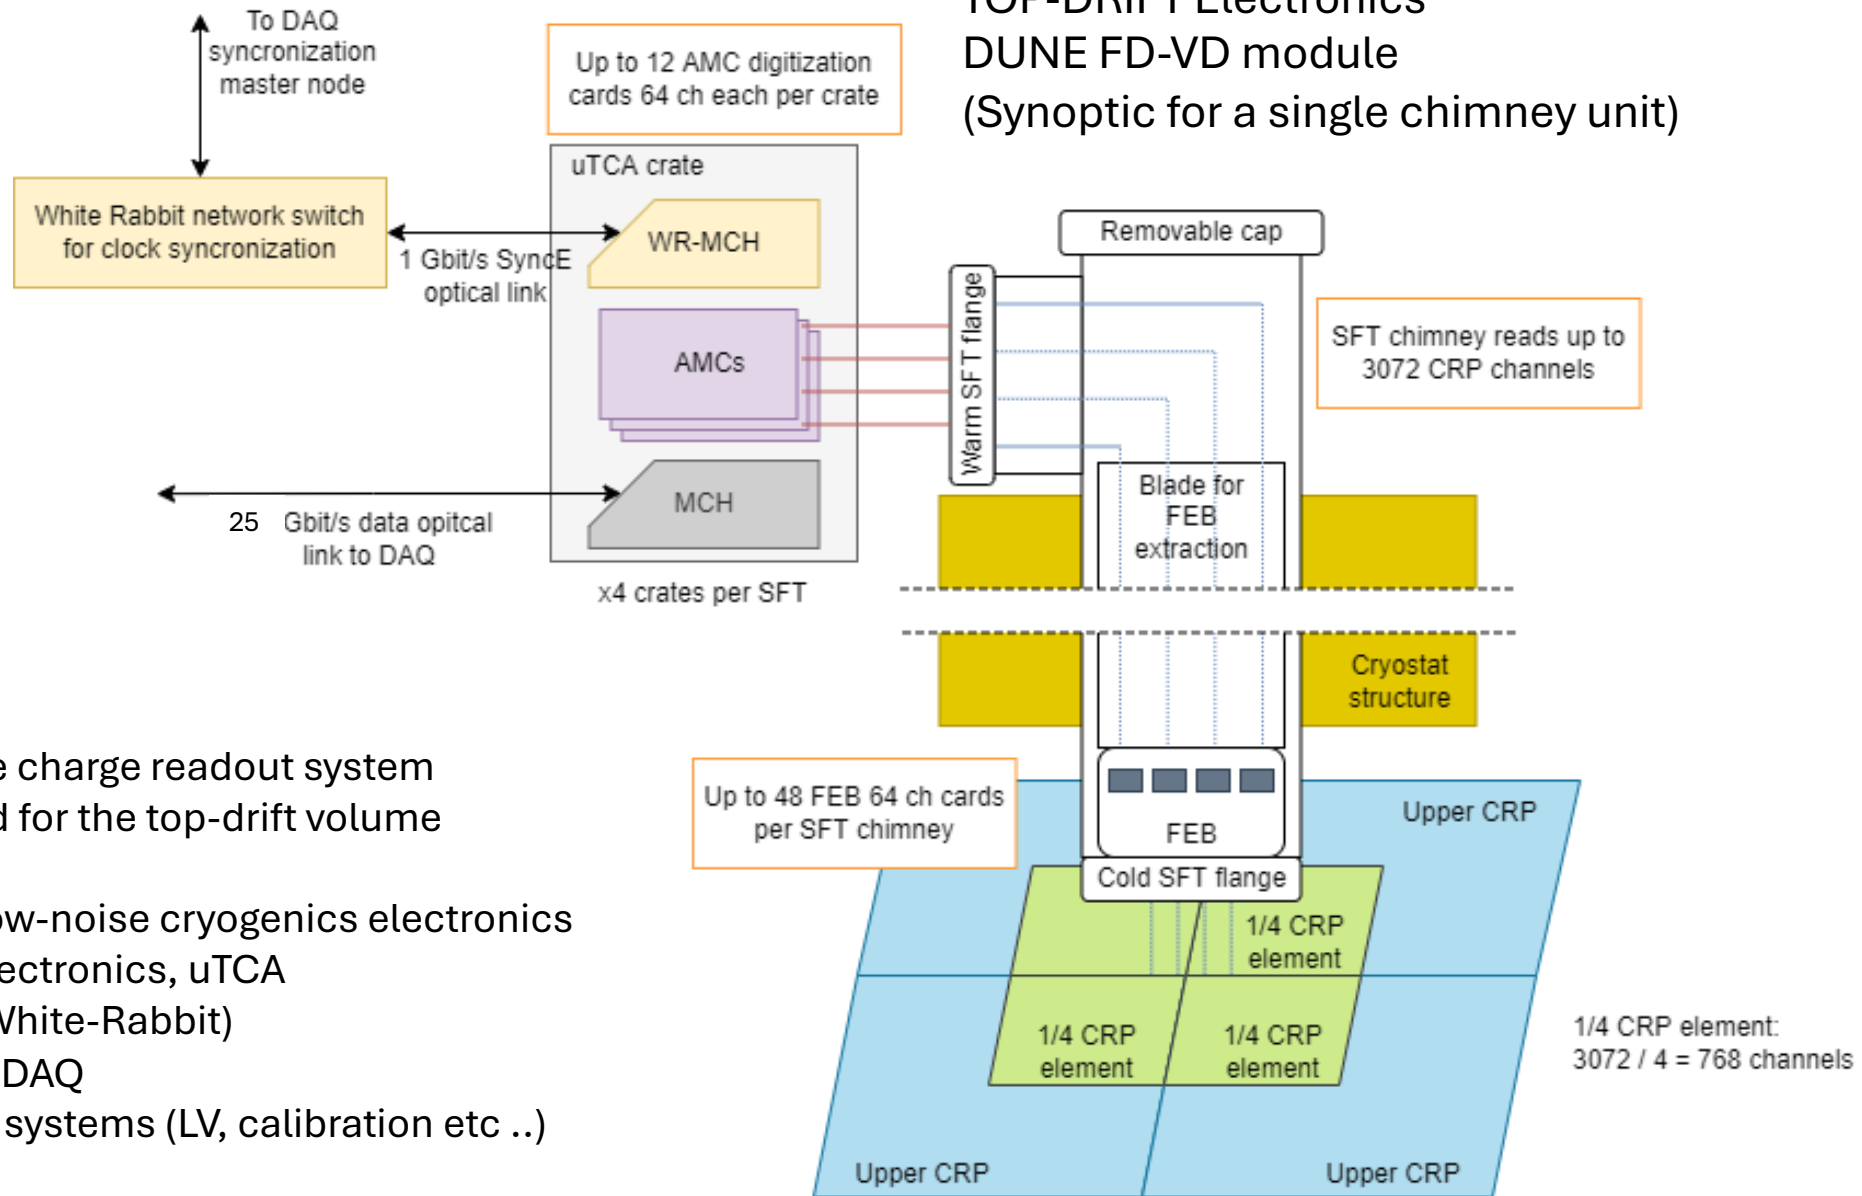 TOP-DRIFT Electronics
DUNE FD-VD module
(Synoptic for a single chimney unit)
To DAQ
syncronization
master node
Up to 12 AMC digitization
cards 64 ch each per crate
uTCA crate
White Rabbit network switch
for clock syncronization
1 Gbit/s SyncE
optical link
WR-MCH
AMCs
MCH
25 Gbit/s data opitcal
link to DAQ
x4 crates per SFT
Removable cap
Warm SFT flange
SFT chimney reads up to
3072 CRP channels
Blade for
FEB
extraction
Cryostat
structure
Up to 48 FEB 64 ch cards
per SFT chimney
FEB
Cold SFT flange
Upper CRP
1/4 CRP
element
1/4 CRP
element
1/4 CRP
element
Upper CRP
Upper CRP
1/4 CRP element:
3072 / 4 = 768 channels
charge readout system
for the top-drift volume
ow-noise cryogenics electronics
ectronics, uTCA
White-Rabbit)
DAQ
systems (LV, calibration etc ..)